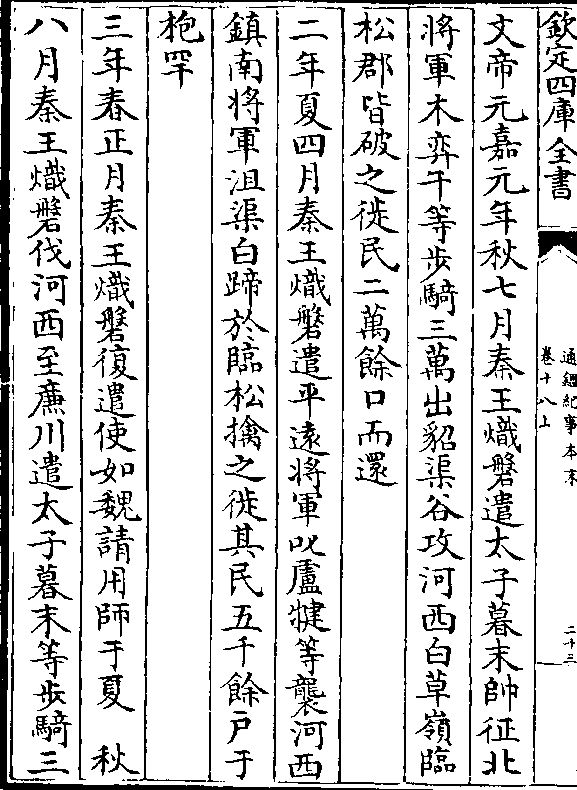 欽定四庫全書
通鑑紀事本末
卷十八上
二十三
文帝元嘉元年秋七月秦王熾磐遣太子暮末帥征北
將軍木弈干等步騎三萬出貂渠谷攻河西白草嶺臨
松郡皆破之徙民二萬餘口而還
二年夏四月秦王熾磐遣平遠將軍叱盧犍等襲河西
鎮南將軍沮渠白蹄於臨松擒之徙其民五千餘戶于
枹罕
三年春正月秦王熾磐復遣使如魏請用師于夏　秋
八月秦王熾磐伐河西至廉川遣太子暮末等步騎三